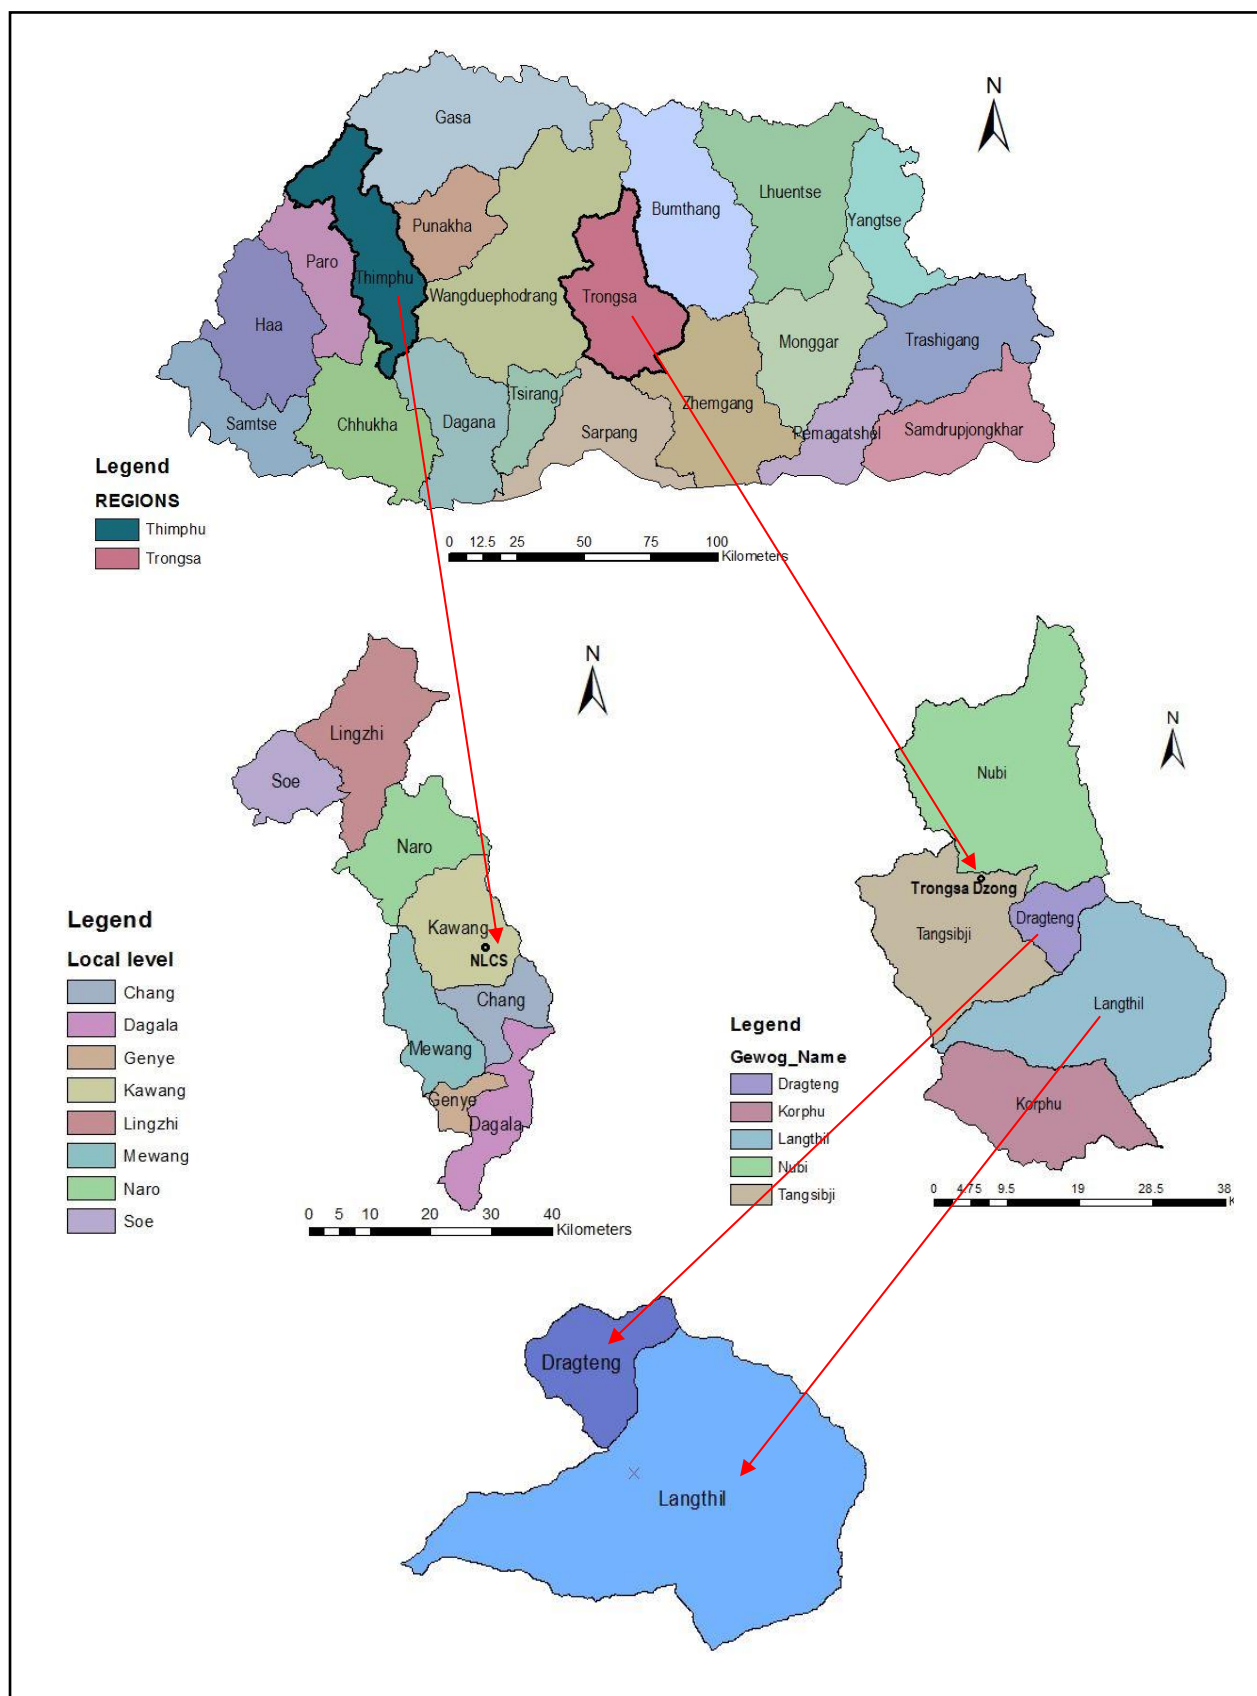 N
Gasa
Lhuentse
Bumthang
Yangtse
Punakha
Paro
Thimphu
Wangduephodrang
Trongsa
Haa
Monggar
Trashigang
Tsirang
Zhemgang
Samtse
Chhukha
Dagana
Sarpang
Pemagatshel
Samdrupjongkhar
Legend
REGIONS
Thimphu
Trongsa
0 12.5 25 50 75 100
Kilometers
N
Lingzhi
Soe
Naro
Kawang
NLCS
Chang
Mewang
Genye
Dagala
Legend
Local level
Chang
Dagala
Genye
Kawang
Lingzhi
Mewang
Naro
Soe
0 5 10 20 30 40
Kilometers
N
Nubi
Trongsa Dzong
Dragteng
Tangsibji
Langthil
Korphu
Legend
Gewog_Name
Dragteng
Korphu
Langthil
Nubi
Tangsibji
0 4.75 9.5 19 28.5 38
Dragteng
Langthil